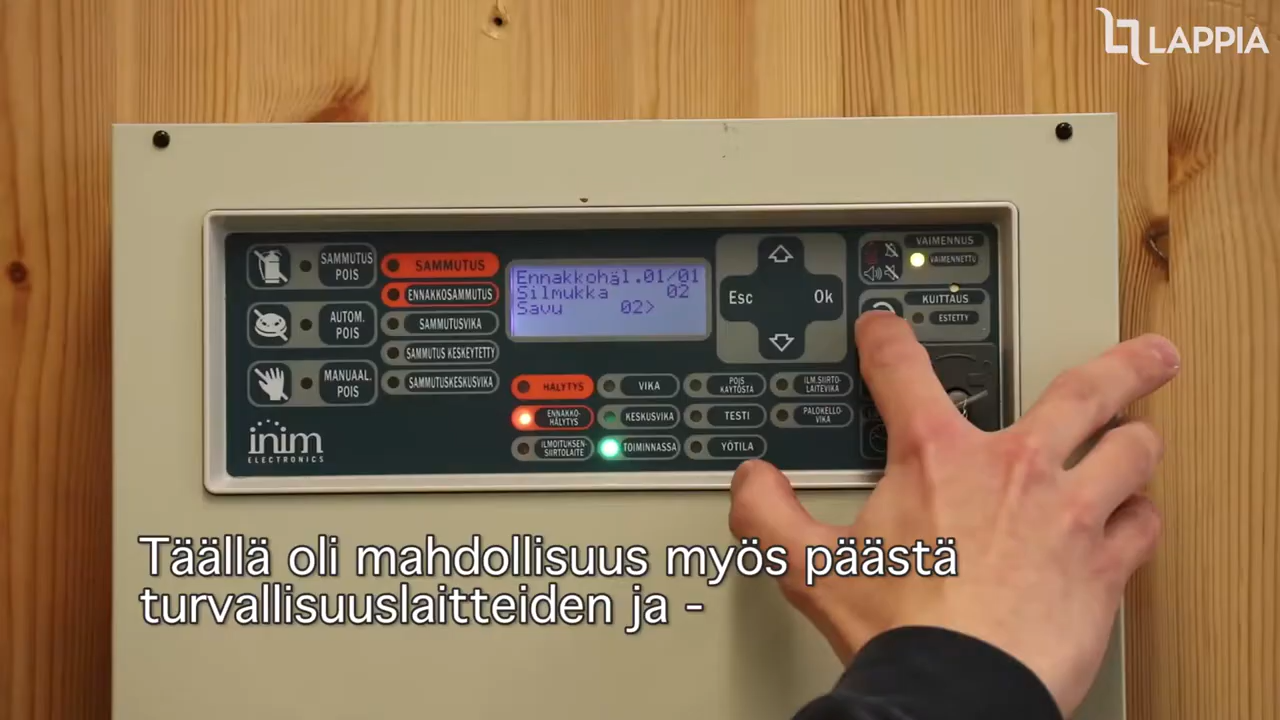 LAPPIA
SAMMUTUS
POIS
AUTOM.
POIS
MANUAAL.
POIS
inim
ELECTRONICS
SAMMUTUS
ENNAKKOSAMMUTUS
SAMMUTUSVIKA
SAMMUTUS KESKEYTETTY
SAMMUTUSKESKUSVIKA
Ennakkohäl.01/01
Silmukka 02
Savu 02>
Esc
Ok
VAIMENNUS
VAIMENNETTU
KUITTAUS
ESTETTY
HÄLYTYS
VIKA
POIS
KÄYTÖSTÄ
ILM.SIIRTO-
LAITEVIKA
ENNAKKO-
HÄLYTYS
KESKUSVIKA
TESTI
PALOKELLO-
VIKA
ILMOITUKSEN-
SIIRTOLAITE
TOIMINNASSA
YÖTILA
Täällä oli mahdollisuus myös päästä
turvallisuuslaitteiden ja -